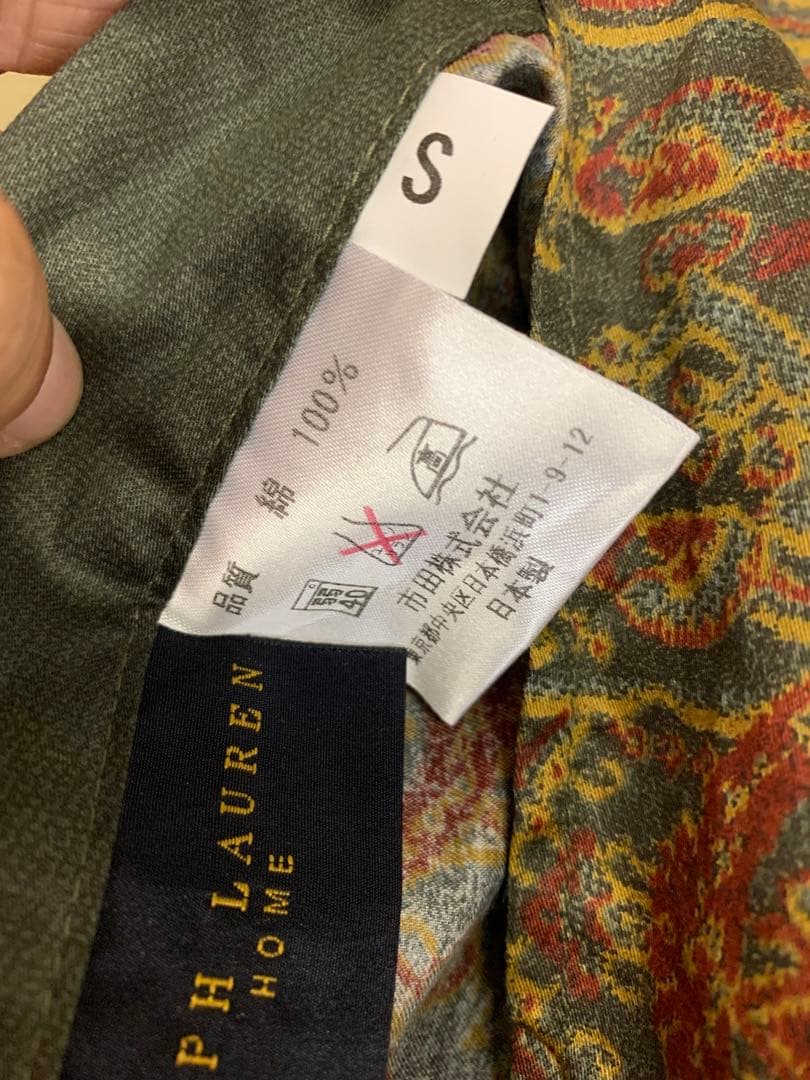 S
品質 綿 100%
弱
40
高
市田株式会社
東京都中央区日本橋浜町1-9-12
日本製
PH LAUREN
HOME